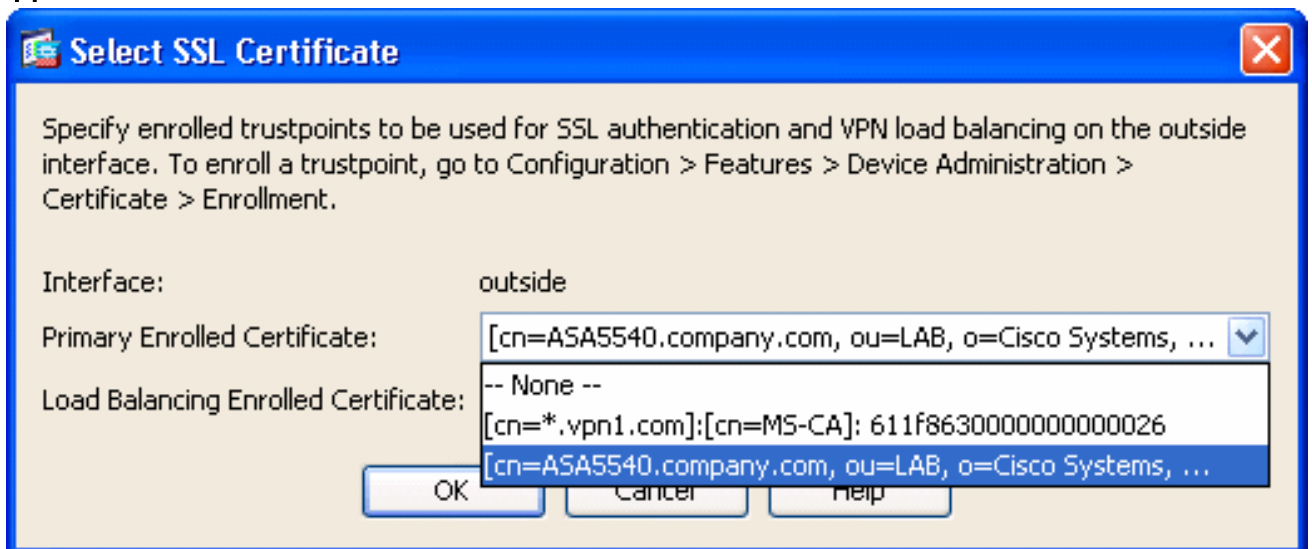 Select SSL Certificate
Specify enrolled trustpoints to be used for SSL authentication and VPN load balancing on the outside
interface. To enroll a trustpoint, go to Configuration > Features > Device Administration >
Certificate > Enrollment.
Interface: outside
Primary Enrolled Certificate: [cn=ASA5540.company.com, ou=LAB, o=Cisco Systems, ...
-- None --
Load Balancing Enrolled Certificate:
[cn=*.vpn1.com]:[cn=MS-CA]: 611f8630000000000026
[cn=ASA5540.company.com, ou=LAB, o=Cisco Systems, ...
OK Cancel Help